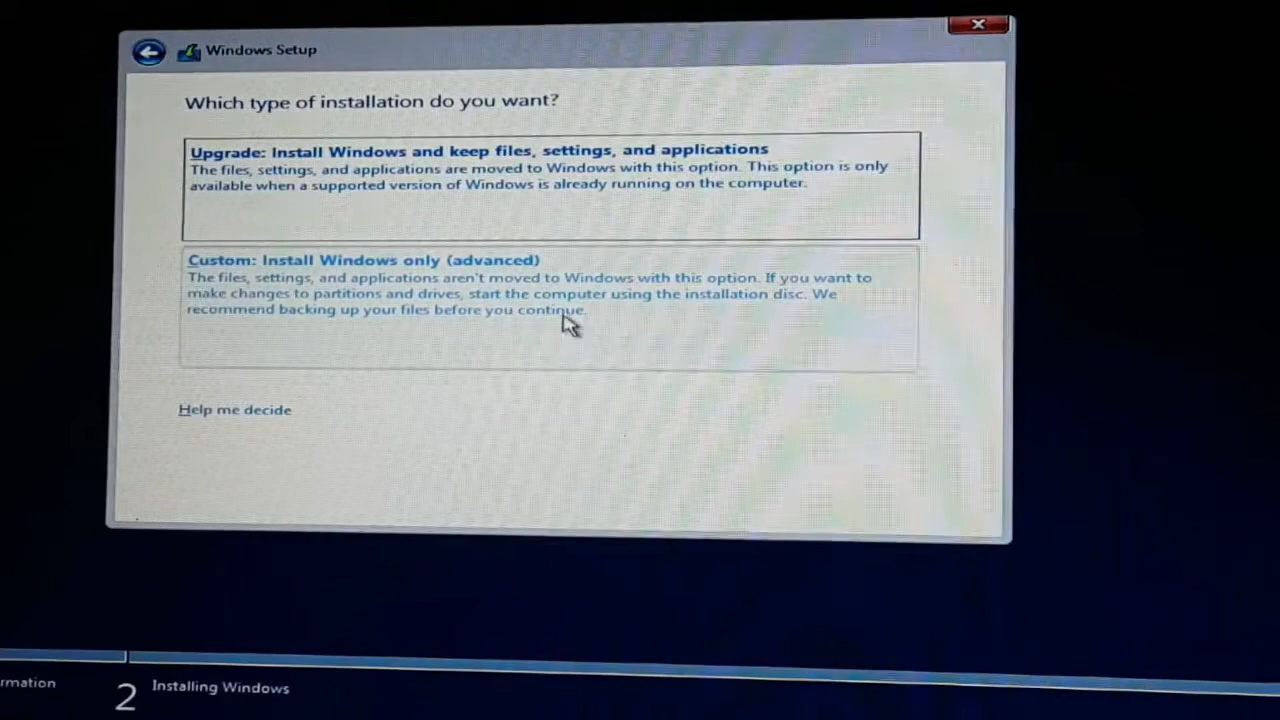 Windows Setup
Which type of installation do you want?
Upgrade: Install Windows and keep files, settings, and applications
The files, settings, and applications are moved to Windows with this option. This option is only
available when a supported version of Windows is already running on the computer.
Custom: Install Windows only (advanced)
The files, settings, and applications aren't moved to Windows with this option. If you want to
make changes to partitions and drives, start the computer using the installation disc. We
recommend backing up your files before you continue.
Help me decide
rmation
2 Installing Windows